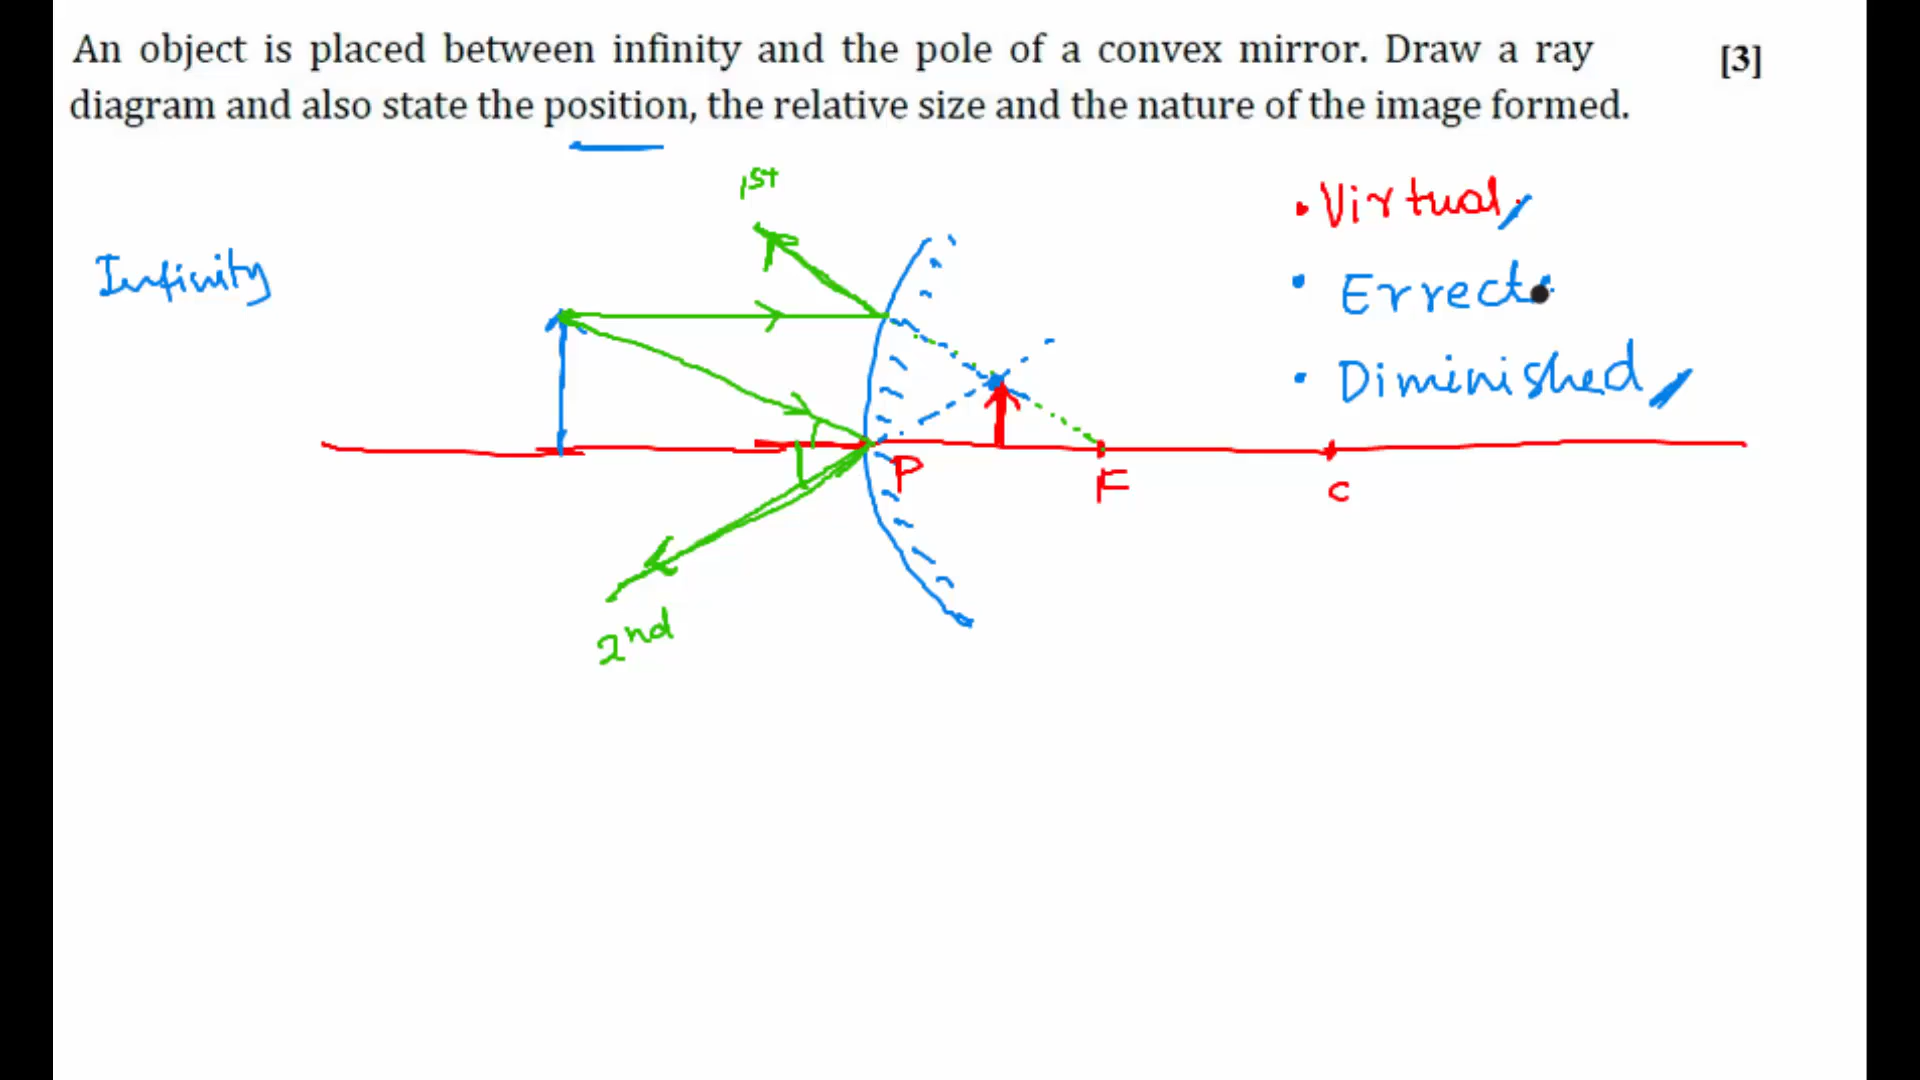 An object is placed between infinity and the pole of a convex mirror. Draw a ray [3]
diagram and also state the position, the relative size and the nature of the image formed.
1st
• Virtual,
Infinity
• Errect
• Diminished,
P
F
C
2nd